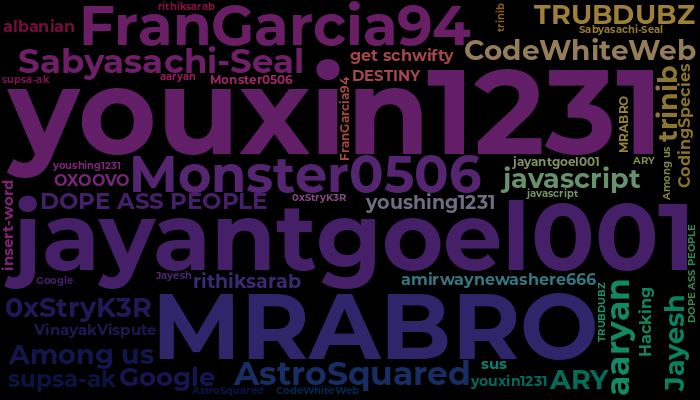 rithiksarab
trinib
TRUBDUBZ
albanian
FranGarcia94
Sabyasachi-Seal
CodeWhiteWeb
Sabyasachi-Seal
get schwifty
supsa-ak
aaryan
Monster0506
DESTINY
youxin1231
FranGarcia94
MRABRO
trinib
CodingSpecies
youshing1231
OXOOVO
Monster0506
jayantgoel001
ARY
javascript
Among us
javascript
insert-word
DOPE ASS PEOPLE
0xStryK3R
youshing1231
jayantgoel001
Google
Jayesh
rithiksarab
amirwaynewashere666
DOPE ASS PEOPLE
0xStryK3R
MRABRO
TRUBDUBZ
aaryan
Hacking
Jayesh
VinayakVispute
Among us
supsa-ak
Google
AstroSquared
sus
youxin1231
ARY
AstroSquared
CodeWhiteWeb